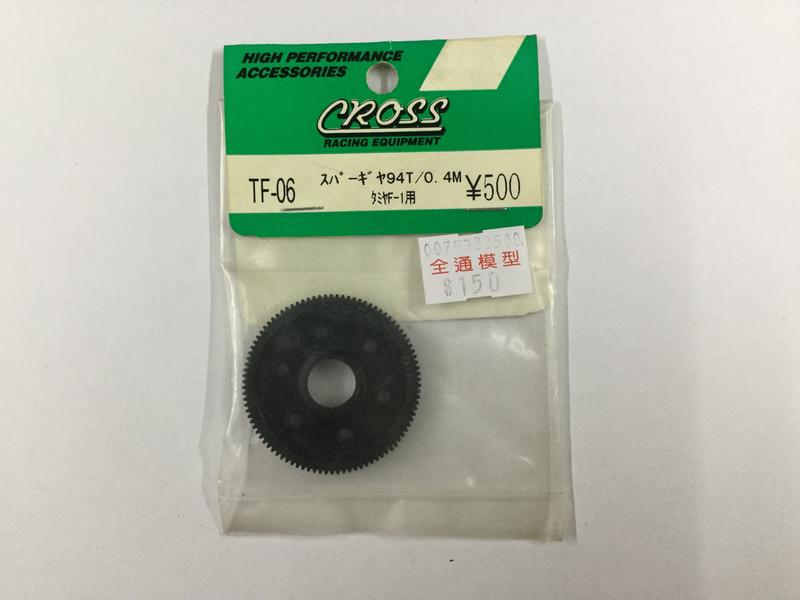 HIGH PERFORMANCE
ACCESSORIES
CROSS
RACING EQUIPMENT
TF-06 スパーギヤ94T/0.4M ¥500
タミヤF-1用
全通模型
$150